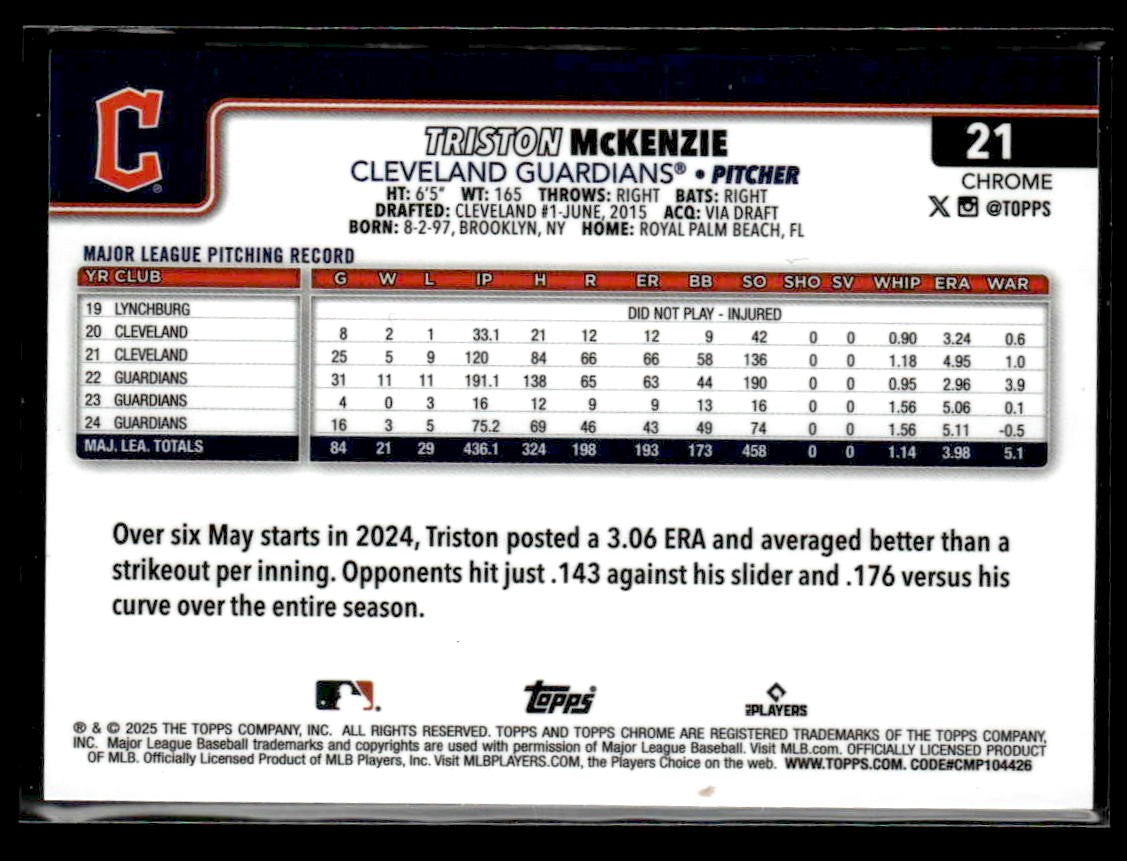 C
TRISTON McKENZIE
21
CLEVELAND GUARDIANS® • PITCHER
CHROME
HT: 6'5" WT: 165 THROWS: RIGHT BATS: RIGHT
DRAFTED: CLEVELAND #1-JUNE, 2015 ACQ: VIA DRAFT
@TOPPS
BORN: 8-2-97, BROOKLYN, NY HOME: ROYAL PALM BEACH, FL
MAJOR LEAGUE PITCHING RECORD
YR CLUB G W L IP H R ER BB SO SHO SV WHIP ERA WAR
19 LYNCHBURG DID NOT PLAY - INJURED
20 CLEVELAND 8 2 1 33.1 21 12 12 9 42 0 0 0.90 3.24 0.6
21 CLEVELAND 25 5 9 120 84 66 66 58 136 0 0 1.18 4.95 1.0
22 GUARDIANS 31 11 11 191.1 138 65 63 44 190 0 0 0.95 2.96 3.9
23 GUARDIANS 4 0 3 16 12 9 9 13 16 0 0 1.56 5.06 0.1
24 GUARDIANS 16 3 5 75.2 69 46 43 49 74 0 0 1.56 5.11 -0.5
MAJ. LEA. TOTALS 84 21 29 436.1 324 198 193 173 458 0 0 1.14 3.98 5.1
Over six May starts in 2024, Triston posted a 3.06 ERA and averaged better than a
strikeout per inning. Opponents hit just .143 against his slider and .176 versus his
curve over the entire season.
Topps
MLBPLAYERS
® & © 2025 THE TOPPS COMPANY, INC. ALL RIGHTS RESERVED. TOPPS AND TOPPS CHROME ARE REGISTERED TRADEMARKS OF THE TOPPS COMPANY,
INC. Major League Baseball trademarks and copyrights are used with permission of Major League Baseball. Visit MLB.com. OFFICIALLY LICENSED PRODUCT
OF MLB. Officially Licensed Product of MLB Players, Inc. Visit MLBPLAYERS.COM, the Players Choice on the web. WWW.TOPPS.COM. CODE#CMP104426